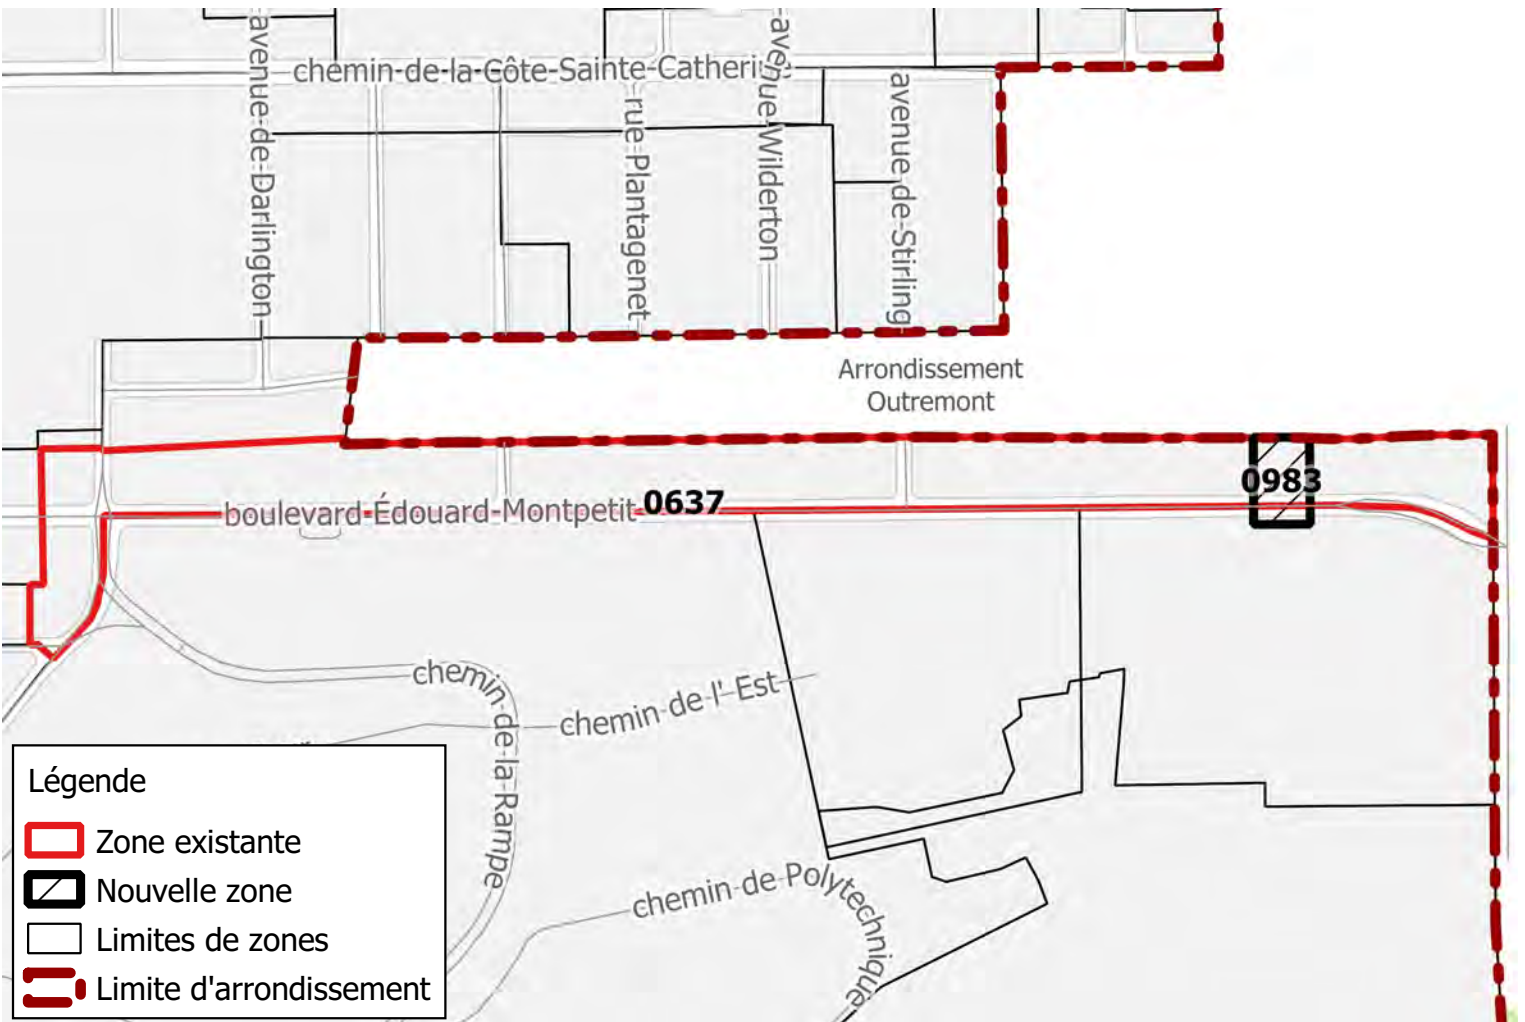 avenue-de-Darlington
chemin-de-la-Côte-Sainte-Catherine
rue-Plantagenet
avenue-Wilderton
avenue-de-Stirling
Arrondissement
Outremont
0983
boulevard-Édouard-Montpetit
0637
chemin-de-la-Rampe
chemin-de-l'-Est
chemin-de-Polytechnique
Légende
Zone existante
Nouvelle zone
Limites de zones
Limite d'arrondissement